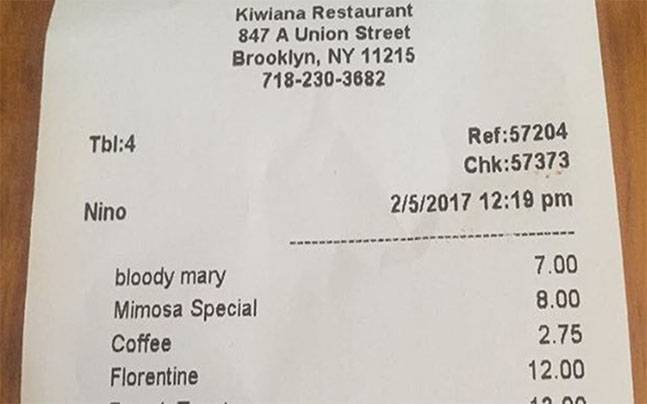 Kiwiana Restaurant
847 A Union Street
Brooklyn, NY 11215
718-230-3682
Tbl:4 Ref:57204
Chk:57373
Nino 2/5/2017 12:19 pm
bloody mary 7.00
Mimosa Special 8.00
Coffee 2.75
Florentine 12.00